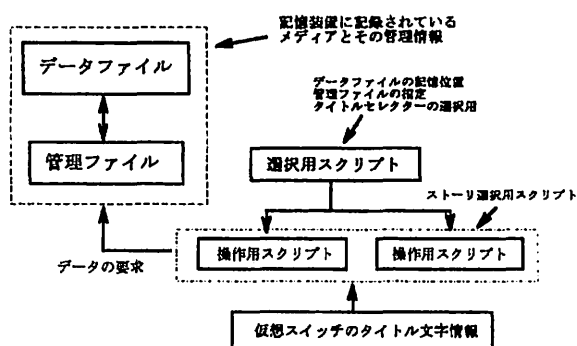 記憶装置に記録されている
メディアとその管理情報
データファイル
管理ファイル
データファイルの記憶位置
管理ファイルの指定
タイトルセレクターの選択用
選択用スクリプト
ストーリ選択用スクリプト
操作用スクリプト
操作用スクリプト
データの要求
仮想スイッチのタイトル文字情報